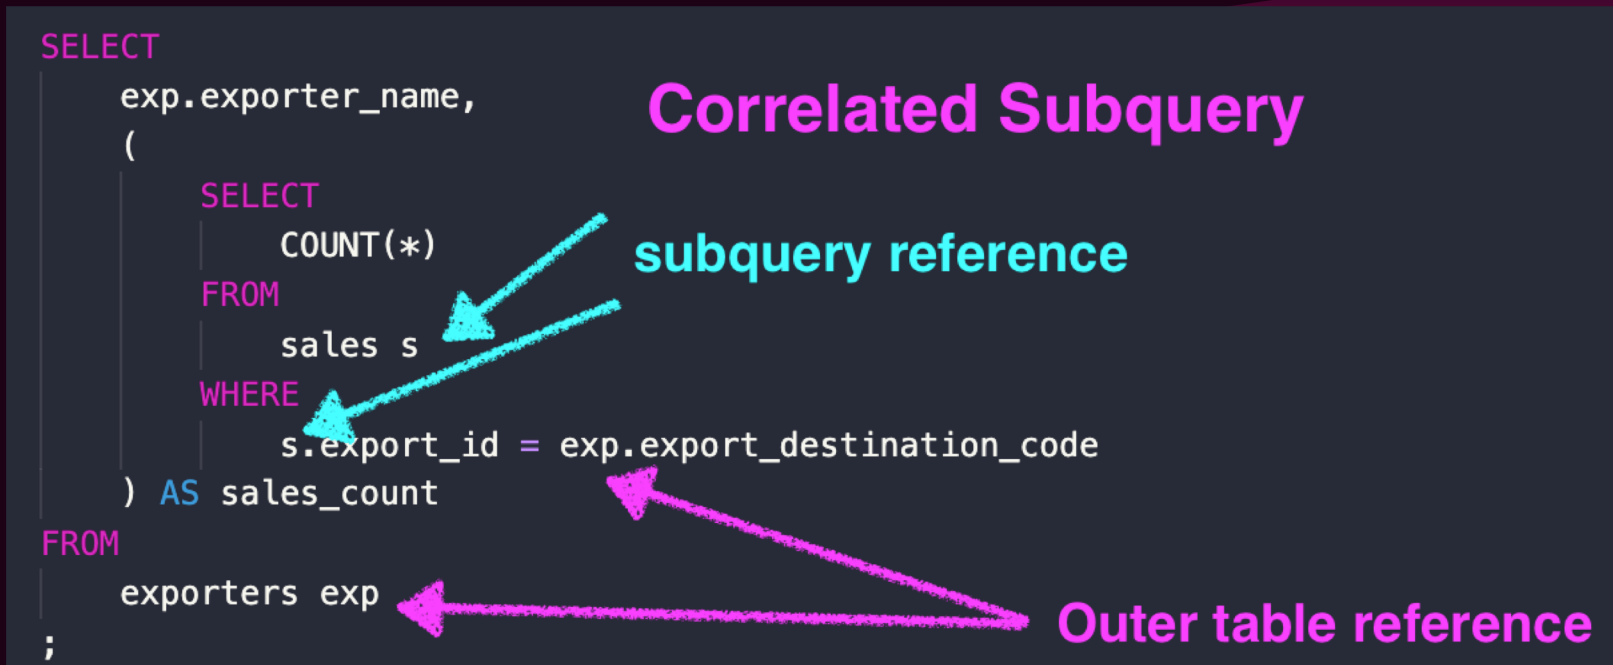 SELECT
exp.exporter_name,
Correlated Subquery
(
SELECT
COUNT(*)
subquery reference
FROM
sales s
WHERE
s.export_id = exp.export_destination_code
) AS sales_count
FROM
exporters exp
Outer table reference
;